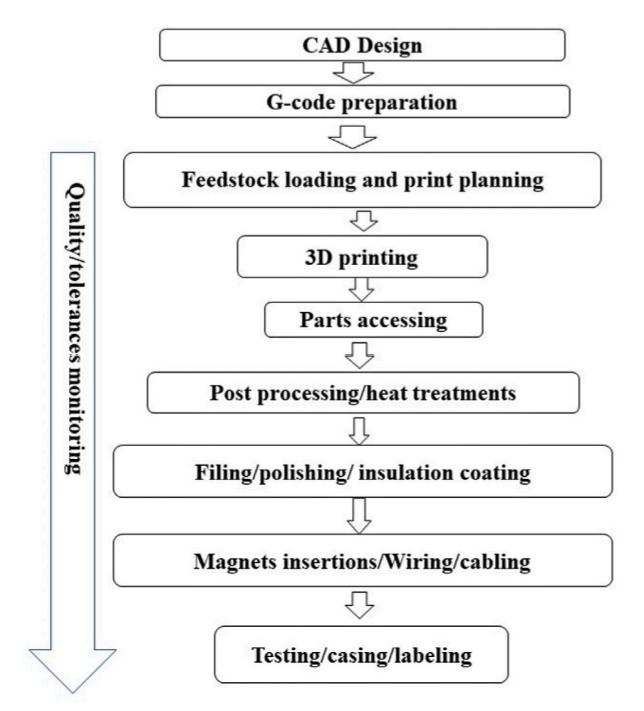 CAD Design
G-code preparation
Feedstock loading and print planning
3D printing
Parts accessing
Post processing/heat treatments
Filing/polishing/ insulation coating
Magnets insertions/Wiring/cabling
Testing/casing/labeling
Quality/tolerances monitoring